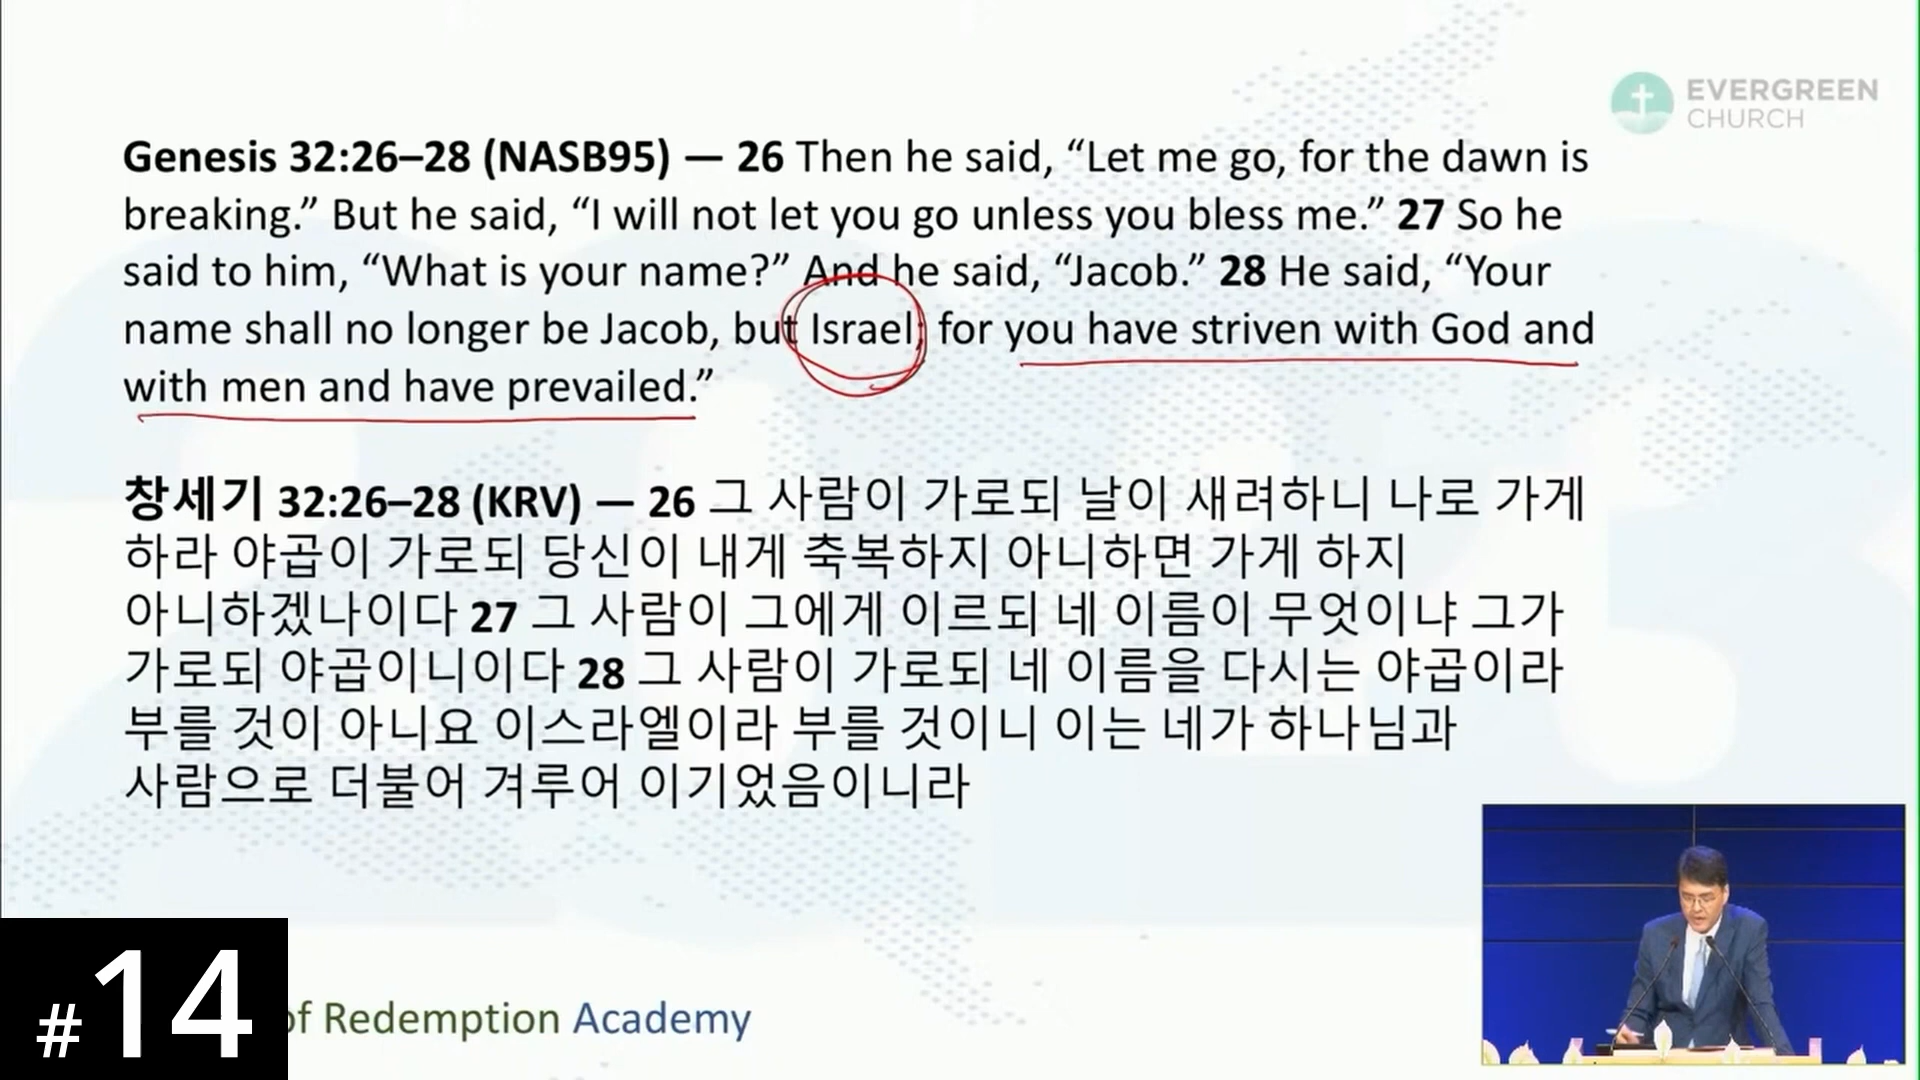 EVERGREEN
CHURCH
Genesis 32:26–28 (NASB95) — 26 Then he said, “Let me go, for the dawn is
breaking.” But he said, “I will not let you go unless you bless me.” 27 So he
said to him, “What is your name?” And he said, “Jacob.” 28 He said, “Your
name shall no longer be Jacob, but Israel; for you have striven with God and
with men and have prevailed.”
창세기 32:26–28 (KRV) — 26 그 사람이 가로되 날이 새려하니 나로 가게
하라 야곱이 가로되 당신이 내게 축복하지 아니하면 가게 하지
아니하겠나이다 27 그 사람이 그에게 이르되 네 이름이 무엇이냐 그가
가로되 야곱이니이다 28 그 사람이 가로되 네 이름을 다시는 야곱이라
부를 것이 아니요 이스라엘이라 부를 것이니 이는 네가 하나님과
사람으로 더불어 겨루어 이기었음이니라
#14
of Redemption Academy